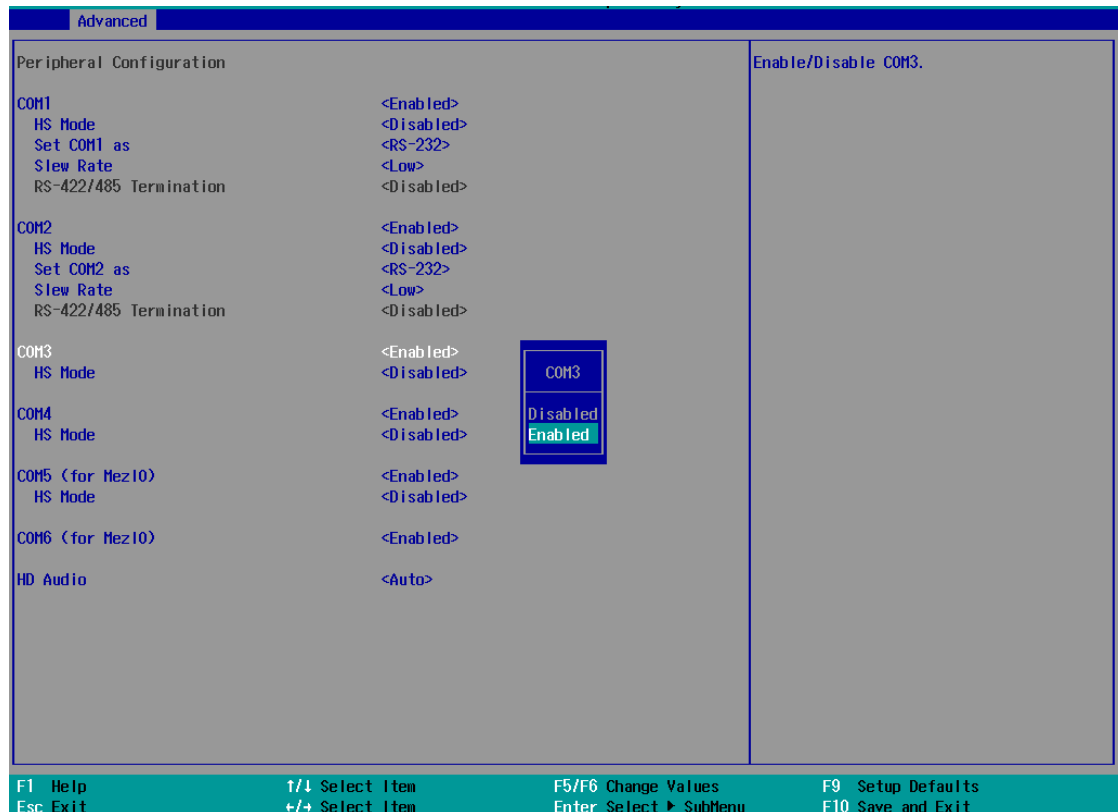 Advanced
Peripheral Configuration
Enable/Disable COM3.
COM1 <Enabled>
HS Mode <Disabled>
Set COM1 as <RS-232>
Slew Rate <Low>
RS-422/485 Termination <Disabled>
COM2 <Enabled>
HS Mode <Disabled>
Set COM2 as <RS-232>
Slew Rate <Low>
RS-422/485 Termination <Disabled>
COM3 <Enabled>
HS Mode <Disabled>
COM3
COM4 <Enabled>
Disabled
HS Mode <Disabled>
Enabled
COM5 (for MezIO) <Enabled>
HS Mode <Disabled>
COM6 (for MezIO) <Enabled>
HD Audio <Auto>
F1 Help ↑/↓ Select Item F5/F6 Change Values F9 Setup Defaults
Esc Exit ←/→ Select Item Enter Select ▶ SubMenu F10 Save and Exit